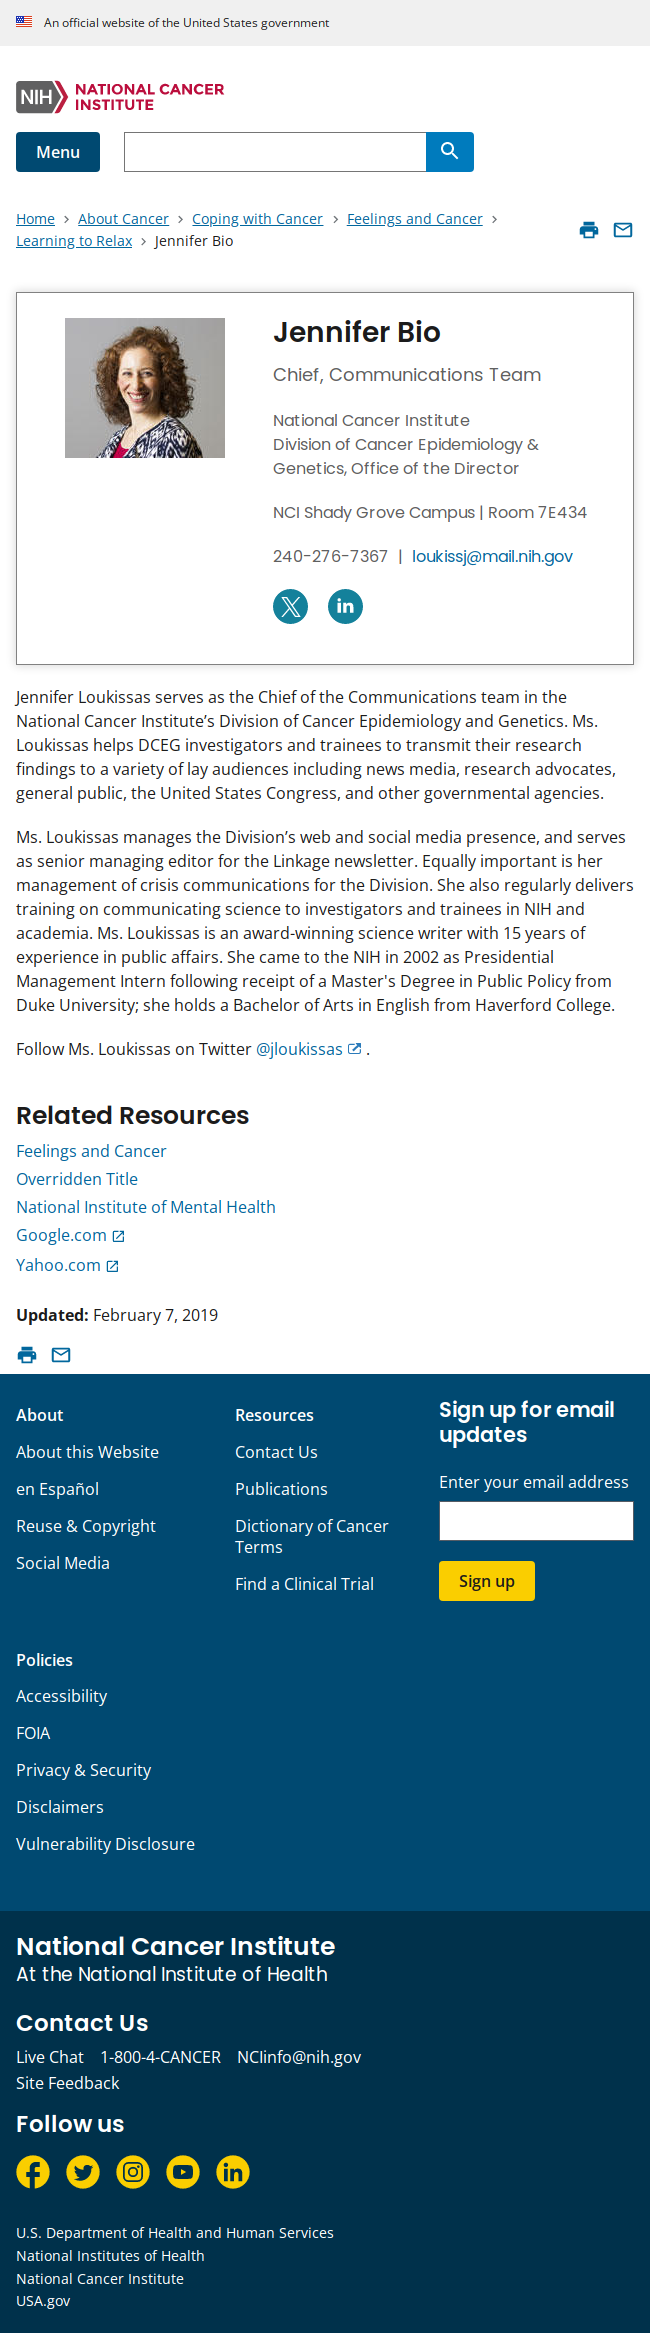 An official website of the United States government
NIH NATIONAL CANCER
INSTITUTE
Menu
Home > About Cancer > Coping with Cancer > Feelings and Cancer >
Learning to Relax > Jennifer Bio
Jennifer Bio
Chief, Communications Team
National Cancer Institute
Division of Cancer Epidemiology &
Genetics, Office of the Director
NCI Shady Grove Campus | Room 7E434
240-276-7367 | loukissj@mail.nih.gov
Jennifer Loukissas serves as the Chief of the Communications team in the
National Cancer Institute’s Division of Cancer Epidemiology and Genetics. Ms.
Loukissas helps DCEG investigators and trainees to transmit their research
findings to a variety of lay audiences including news media, research advocates,
general public, the United States Congress, and other governmental agencies.
Ms. Loukissas manages the Division’s web and social media presence, and serves
as senior managing editor for the Linkage newsletter. Equally important is her
management of crisis communications for the Division. She also regularly delivers
training on communicating science to investigators and trainees in NIH and
academia. Ms. Loukissas is an award-winning science writer with 15 years of
experience in public affairs. She came to the NIH in 2002 as Presidential
Management Intern following receipt of a Master's Degree in Public Policy from
Duke University; she holds a Bachelor of Arts in English from Haverford College.
Follow Ms. Loukissas on Twitter @jloukissas .
Related Resources
Feelings and Cancer
Overridden Title
National Institute of Mental Health
Google.com
Yahoo.com
Updated: February 7, 2019
About
About this Website
en Español
Reuse & Copyright
Social Media
Resources
Contact Us
Publications
Dictionary of Cancer
Terms
Find a Clinical Trial
Sign up for email
updates
Enter your email address
Sign up
Policies
Accessibility
FOIA
Privacy & Security
Disclaimers
Vulnerability Disclosure
National Cancer Institute
At the National Institute of Health
Contact Us
Live Chat 1-800-4-CANCER NCIinfo@nih.gov
Site Feedback
Follow us
U.S. Department of Health and Human Services
National Institutes of Health
National Cancer Institute
USA.gov